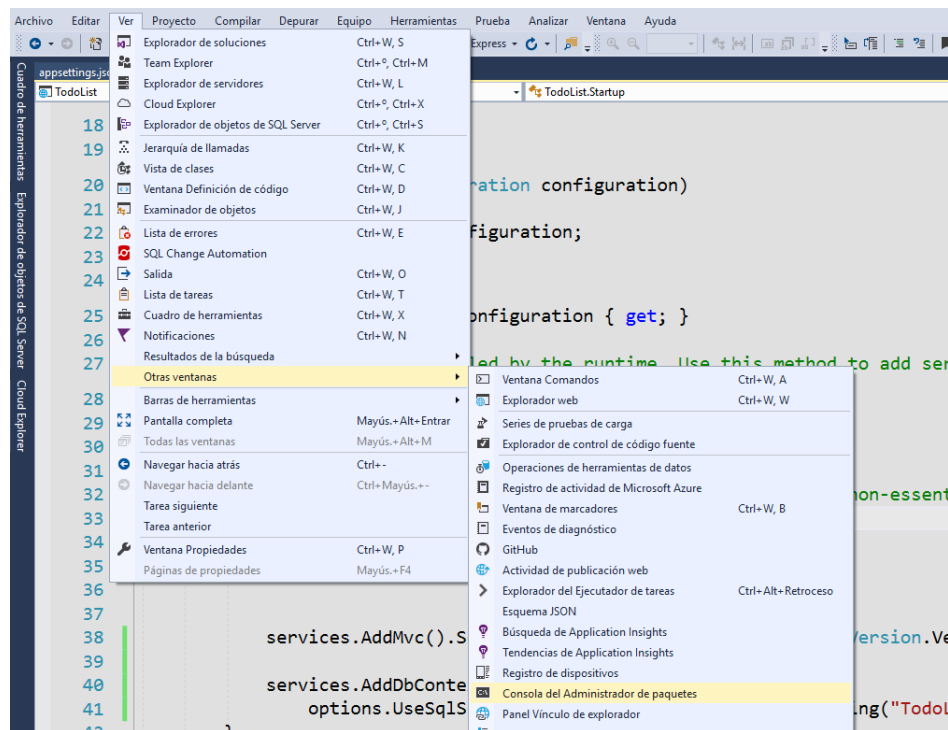 Archivo Editar Ver Proyecto Compilar Depurar Equipo Herramientas Prueba Analizar Ventana Ayuda
Express
appsettings.jso
TodoList
TodoList.Startup
Cuadro de herramientas
Explorador de objetos de SQL Server
Cloud Explorer
Explorador de soluciones Ctrl+W, S
Team Explorer Ctrl+º, Ctrl+M
Explorador de servidores Ctrl+W, L
Cloud Explorer Ctrl+º, Ctrl+X
Explorador de objetos de SQL Server Ctrl+º, Ctrl+S
Jerarquía de llamadas Ctrl+W, K
Vista de clases Ctrl+W, C
Ventana Definición de código Ctrl+W, D
Examinador de objetos Ctrl+W, J
Lista de errores Ctrl+W, E
SQL Change Automation
Salida Ctrl+W, O
Lista de tareas Ctrl+W, T
Cuadro de herramientas Ctrl+W, X
Notificaciones Ctrl+W, N
Resultados de la búsqueda
Otras ventanas
Barras de herramientas
Pantalla completa Mayús.+Alt+Entrar
Todas las ventanas Mayús.+Alt+M
Navegar hacia atrás Ctrl+-
Navegar hacia delante Ctrl+Mayús.+-
Tarea siguiente
Tarea anterior
Ventana Propiedades Ctrl+W, P
Páginas de propiedades Mayús.+F4
Ventana Comandos Ctrl+W, A
Explorador web Ctrl+W, W
Series de pruebas de carga
Explorador de control de código fuente
Operaciones de herramientas de datos
Registro de actividad de Microsoft Azure
Ventana de marcadores Ctrl+W, B
Eventos de diagnóstico
GitHub
Actividad de publicación web
Explorador del Ejecutador de tareas Ctrl+Alt+Retroceso
Esquema JSON
Búsqueda de Application Insights
Tendencias de Application Insights
Registro de dispositivos
Consola del Administrador de paquetes
Panel Vínculo de explorador
18
19
20 ration configuration)
21
22 figuration;
23
24
25 onfiguration { get; }
26
27 led by the runtime. Use this method to add ser
28
29
30
31
32 non-essent
33
34
35
36
37
38 services.AddMvc().S Version.Ve
39
40 services.AddDbConte
41 options.UseSqlS ing("TodoL